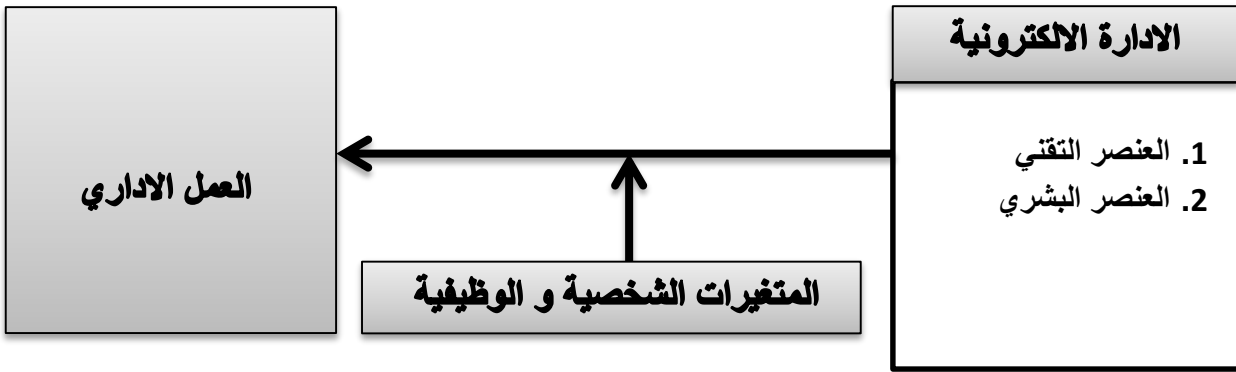 الادارة الالكترونية
1. العنصر التقني
2. العنصر البشري
العمل الاداري
المتغيرات الشخصية و الوظيفية